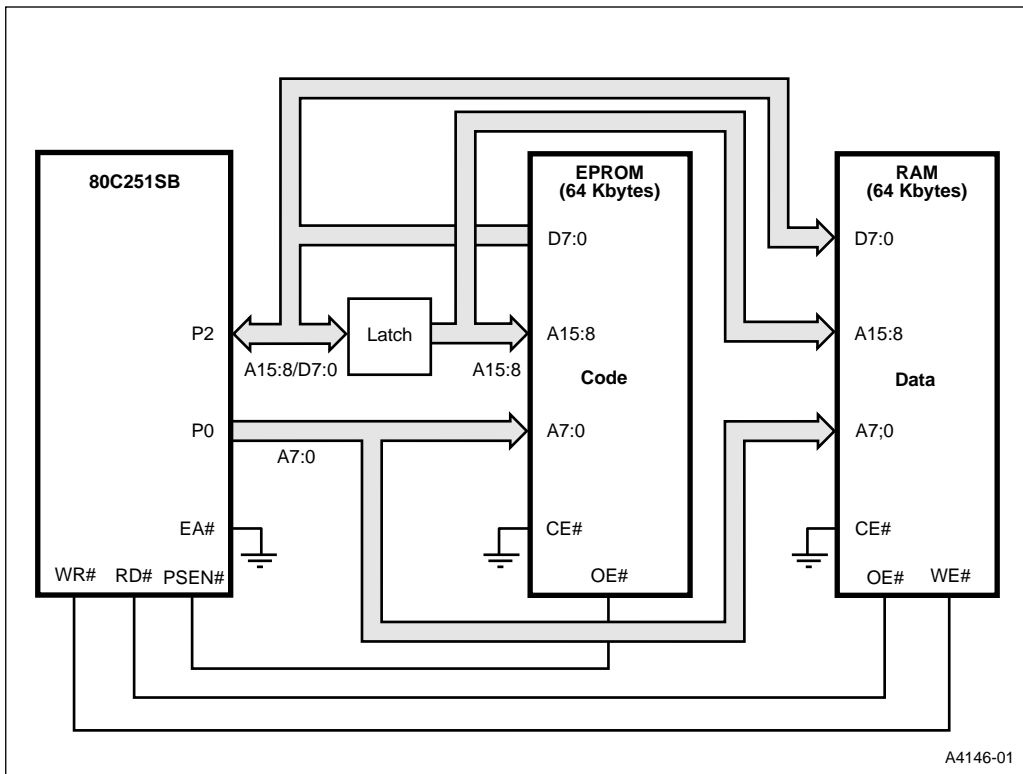 80C251SB
P2
A15:8/D7:0
P0
A7:0
EA#
WR#
RD#
PSEN#
Latch
A15:8
EPROM
(64 Kbytes)
D7:0
A15:8
Code
A7:0
CE#
OE#
RAM
(64 Kbytes)
D7:0
A15:8
Data
A7;0
CE#
OE#
WE#
A4146-01